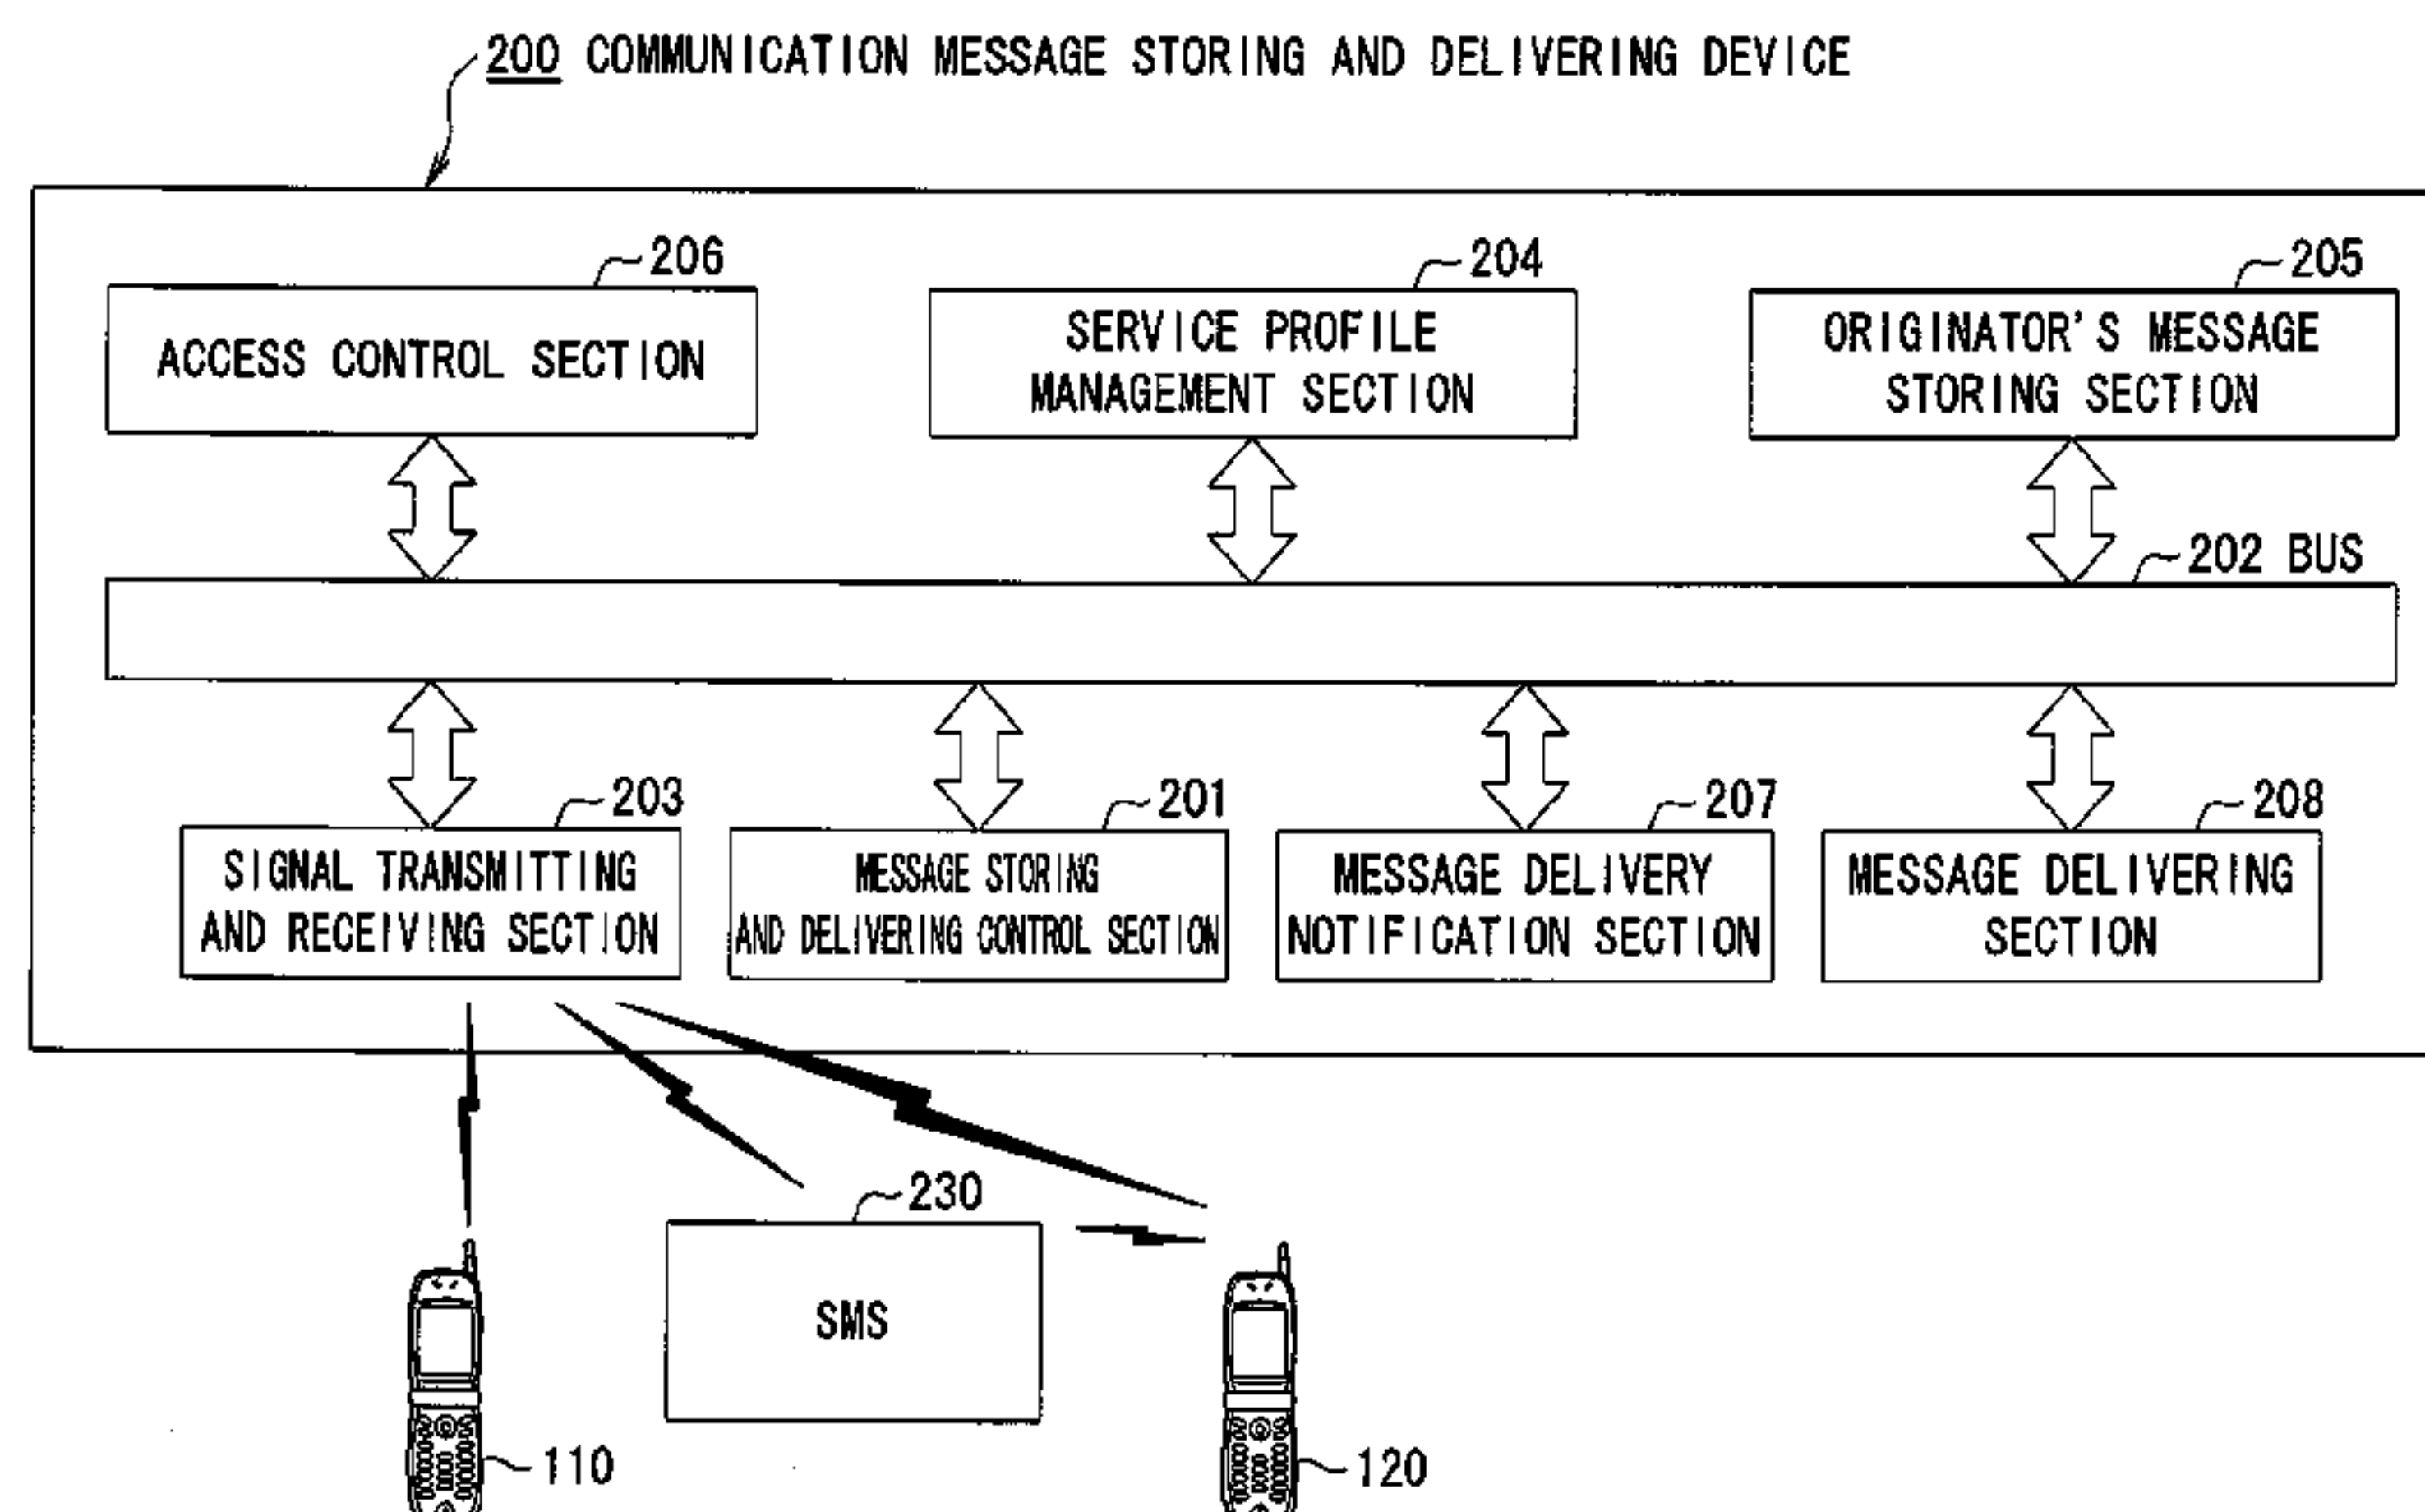 200 COMMUNICATION MESSAGE STORING AND DELIVERING DEVICE
206
204
205
ACCESS CONTROL SECTION
SERVICE PROFILE
MANAGEMENT SECTION
ORIGINATOR'S MESSAGE
STORING SECTION
202 BUS
203
201
207
208
SIGNAL TRANSMITTING
AND RECEIVING SECTION
MESSAGE STORING
AND DELIVERING CONTROL SECTION
MESSAGE DELIVERY
NOTIFICATION SECTION
MESSAGE DELIVERING
SECTION
230
SMS
110
120